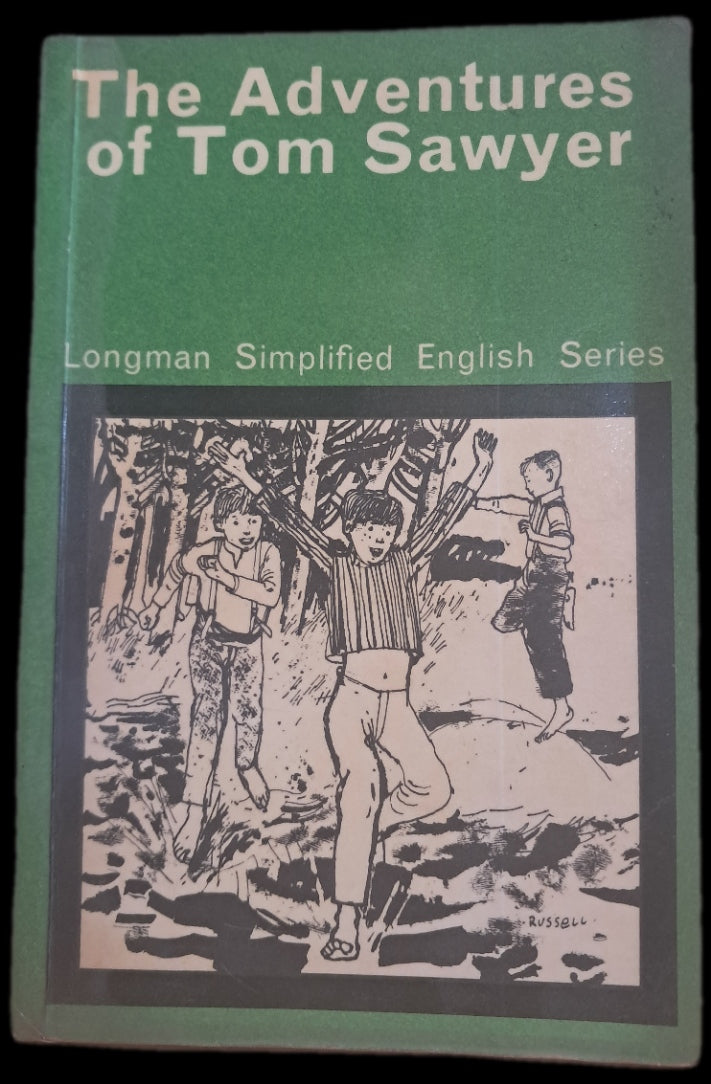 The Adventures
of Tom Sawyer
Longman Simplified English Series
RUSSELL